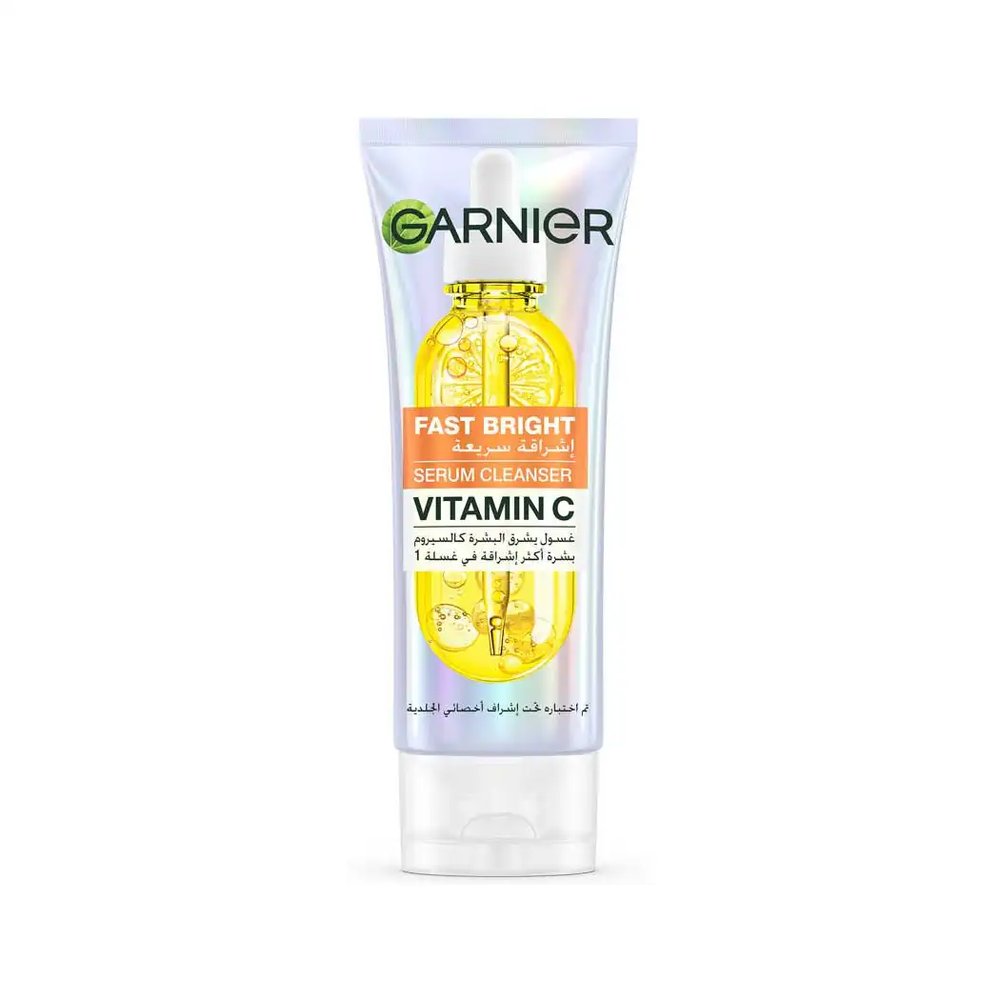 GARNIER
FAST BRIGHT
إشراقة سريعة
SERUM CLEANSER
VITAMIN C
غسول يشرق البشرة كالسيروم
بشرة أكثر إشراقة في غسلة 1
تم اختباره تحت إشراف أخصائي الجلدية